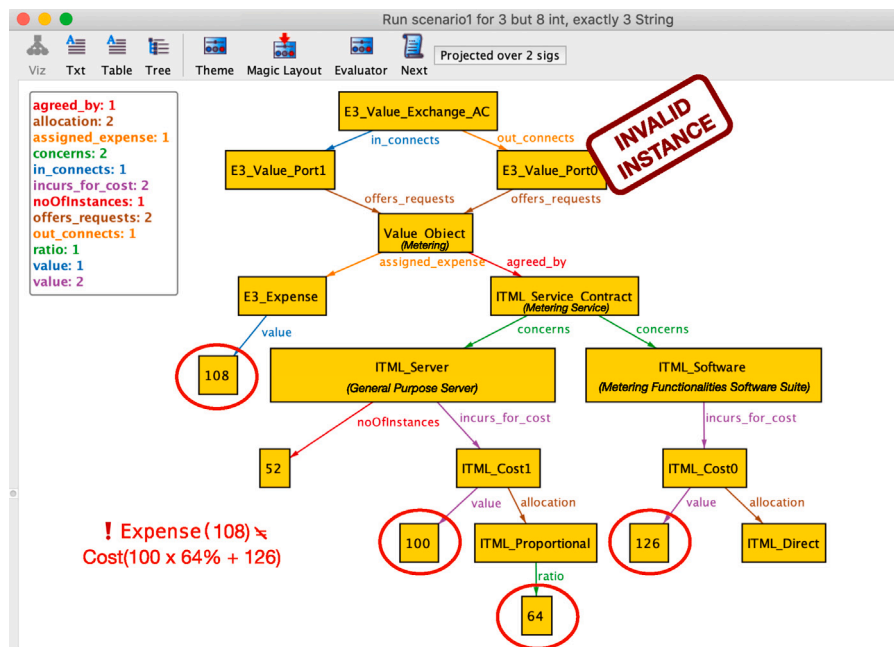 Run scenario1 for 3 but 8 int, exactly 3 String
Viz Txt Table Tree Theme Magic Layout Evaluator Next Projected over 2 sigs
agreed_by: 1
allocation: 2
assigned_expense: 1
concerns: 2
in_connects: 1
incurs_for_cost: 2
noOfInstances: 1
offers_requests: 2
out_connects: 1
ratio: 1
value: 1
value: 2
E3_Value_Exchange_AC
INVALID
INSTANCE
in_connects out_connects
E3_Value_Port1 E3_Value_Port0
offers_requests offers_requests
Value_Object
(Metering)
assigned_expense agreed_by
E3_Expense ITML_Service_Contract
(Metering Service)
value concerns concerns
108 ITML_Server ITML_Software
(General Purpose Server) (Metering Functionalities Software Suite)
noOfInstances incurs_for_cost incurs_for_cost
52 ITML_Cost1 ITML_Cost0
value allocation value allocation
! Expense(108) ≠
Cost(100 x 64% + 126)
100 ITML_Proportional 126 ITML_Direct
ratio
64